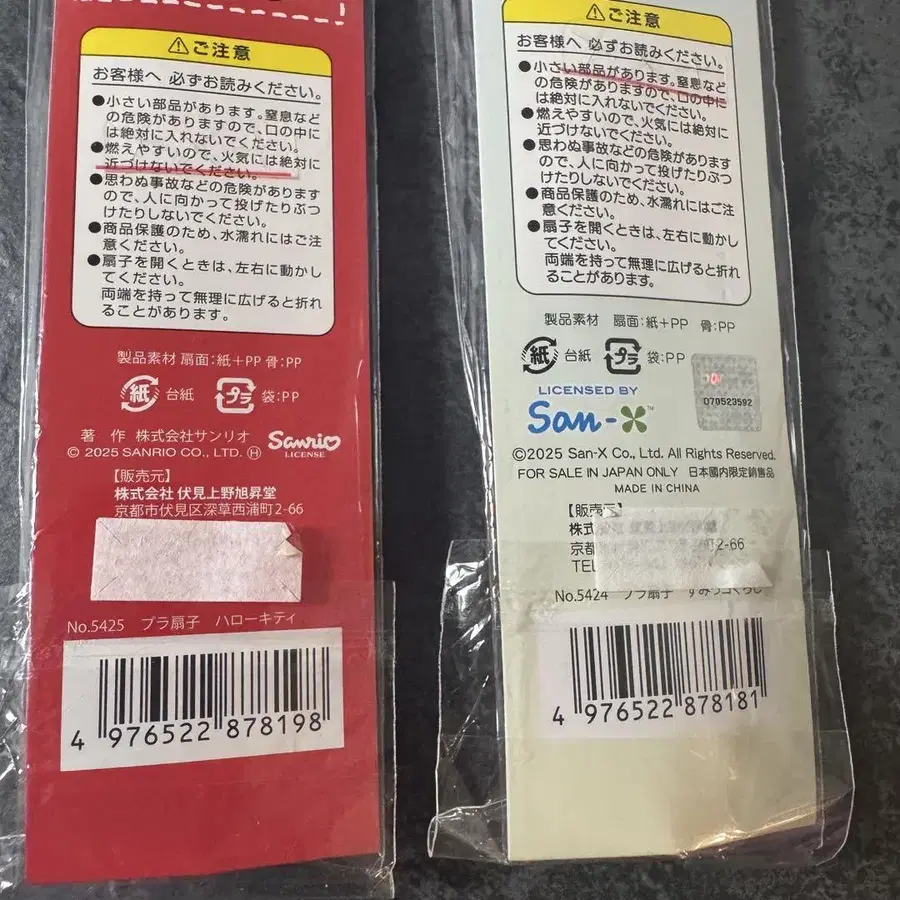 ご注意
お客様へ 必ずお読みください。
●小さい部品があります。窒息など
の危険がありますので、口の中に
は絶対に入れないでください。
●燃えやすいので、火気には絶対に
近づけないでください。
●思わぬ事故などの危険があります
ので、人に向かって投げたりぶつ
けたりしないでください。
●商品保護のため、水濡れにはご注
意ください。
●扇子を開くときは、左右に動かし
てください。
両端を持って無理に広げると折れ
ることがあります。
製品素材 扇面:紙+PP 骨:PP
紙 台紙 プラ 袋:PP
著 作 株式会社サンリオ
© 2025 SANRIO CO., LTD. Ⓗ
Sanrio
LICENSE
【販売元】
株式会社 伏見上野旭昇堂
京都市伏見区深草西浦町2-66
No.5425 プラ扇子 ハローキティ
4 976522 878198
ご注意
お客様へ 必ずお読みください。
●小さい部品があります。窒息など
の危険がありますので、口の中に
は絶対に入れないでください。
●燃えやすいので、火気には絶対に
近づけないでください。
●思わぬ事故などの危険があります
ので、人に向かって投げたりぶつ
けたりしないでください。
●商品保護のため、水濡れにはご注
意ください。
●扇子を開くときは、左右に動かし
てください。
両端を持って無理に広げると折れ
ることがあります。
製品素材 扇面:紙+PP 骨:PP
紙 台紙 プラ 袋:PP
LICENSED BY
San-X™
070523592
©2025 San-X Co., Ltd. All Rights Reserved.
FOR SALE IN JAPAN ONLY 日本國内限定銷售品
MADE IN CHINA
【販売元】
株式
京都 2-66
TEL
No.5424 プラ扇子 すみっコぐらし
4 976522 878181